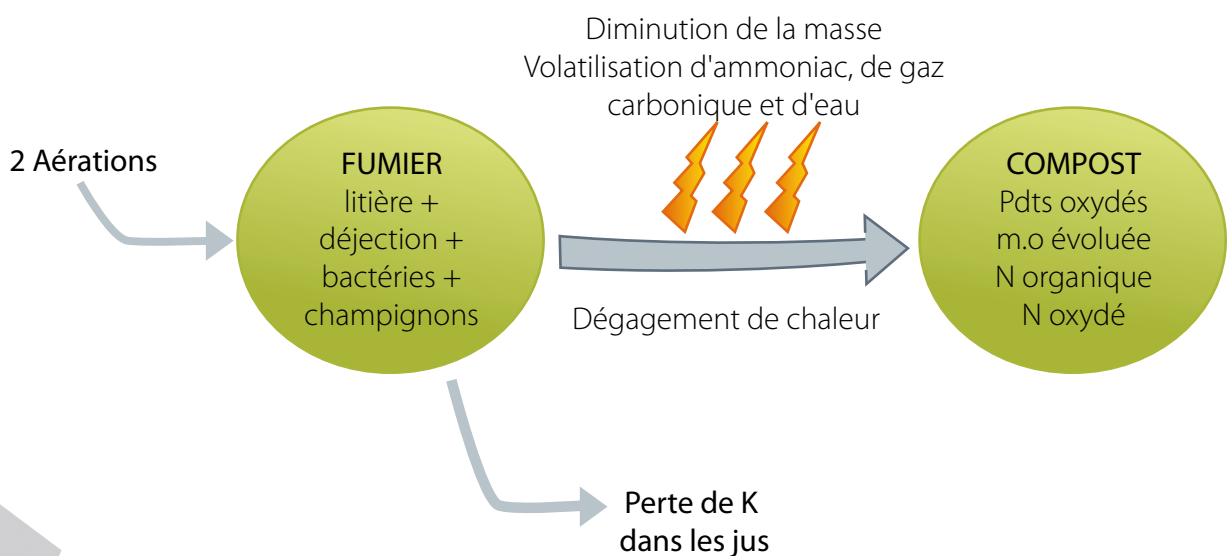 Diminution de la masse
Volatilisation d'ammoniac, de gaz
carbonique et d'eau
2 Aérations
FUMIER
litière +
déjection +
bactéries +
champignons
COMPOST
Pdts oxydés
m.o évoluée
N organique
N oxydé
Dégagement de chaleur
Perte de K
dans les jus